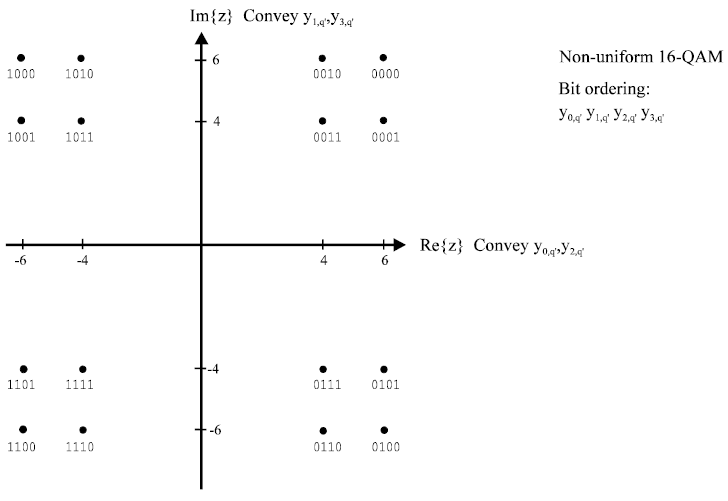 Im{z} Convey y1,q',y3,q'
Non-uniform 16-QAM
Bit ordering:
y0,q' y1,q' y2,q' y3,q'
6
1000 1010 0010 0000
4
1001 1011 0011 0001
Re{z} Convey y0,q',y2,q'
-6 -4 4 6
-4
1101 1111 0111 0101
-6
1100 1110 0110 0100